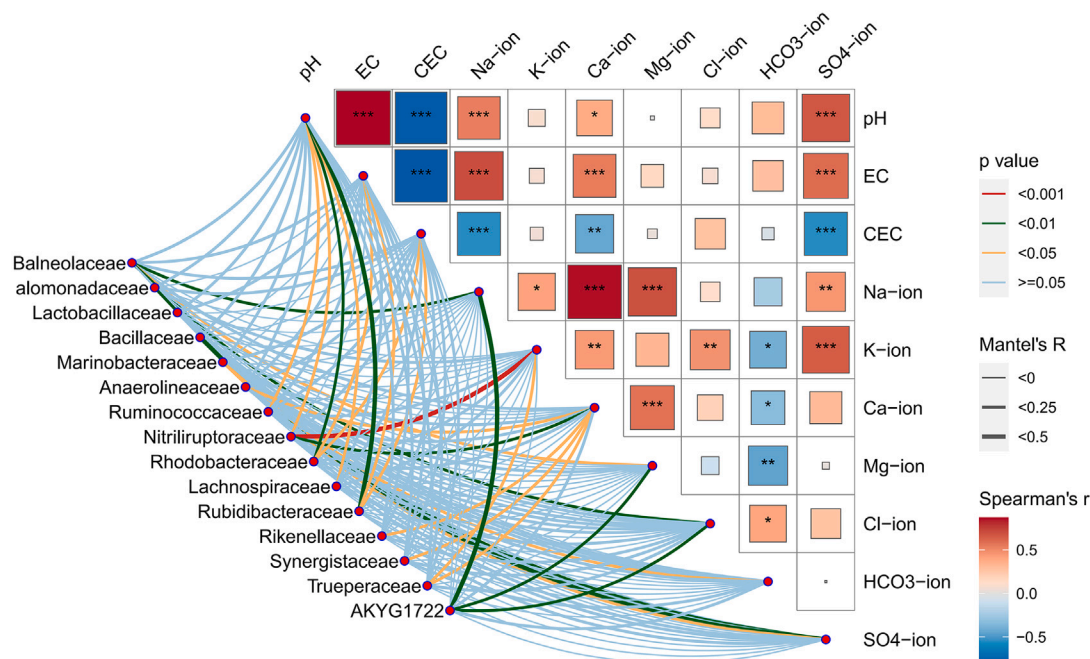 pH EC CEC Na-ion K-ion Ca-ion Mg-ion Cl-ion HCO3-ion SO4-ion
*** *** *** * *** pH
*** *** *** *** EC
*** ** *** CEC
* *** *** ** Na-ion
** ** * *** K-ion
*** * Ca-ion
** Mg-ion
* Cl-ion
HCO3-ion
SO4-ion
Balneolaceae
alomonadaceae
Lactobacillaceae
Bacillaceae
Marinobacteraceae
Anaerolineaceae
Ruminococcaceae
Nitriliruptoraceae
Rhodobacteraceae
Lachnospiraceae
Rubidibacteraceae
Rikenellaceae
Synergistaceae
Trueperaceae
AKYG1722
p value
<0.001
<0.01
<0.05
>=0.05
Mantel's R
<0
<0.25
<0.5
Spearman's r
0.5
0.0
-0.5